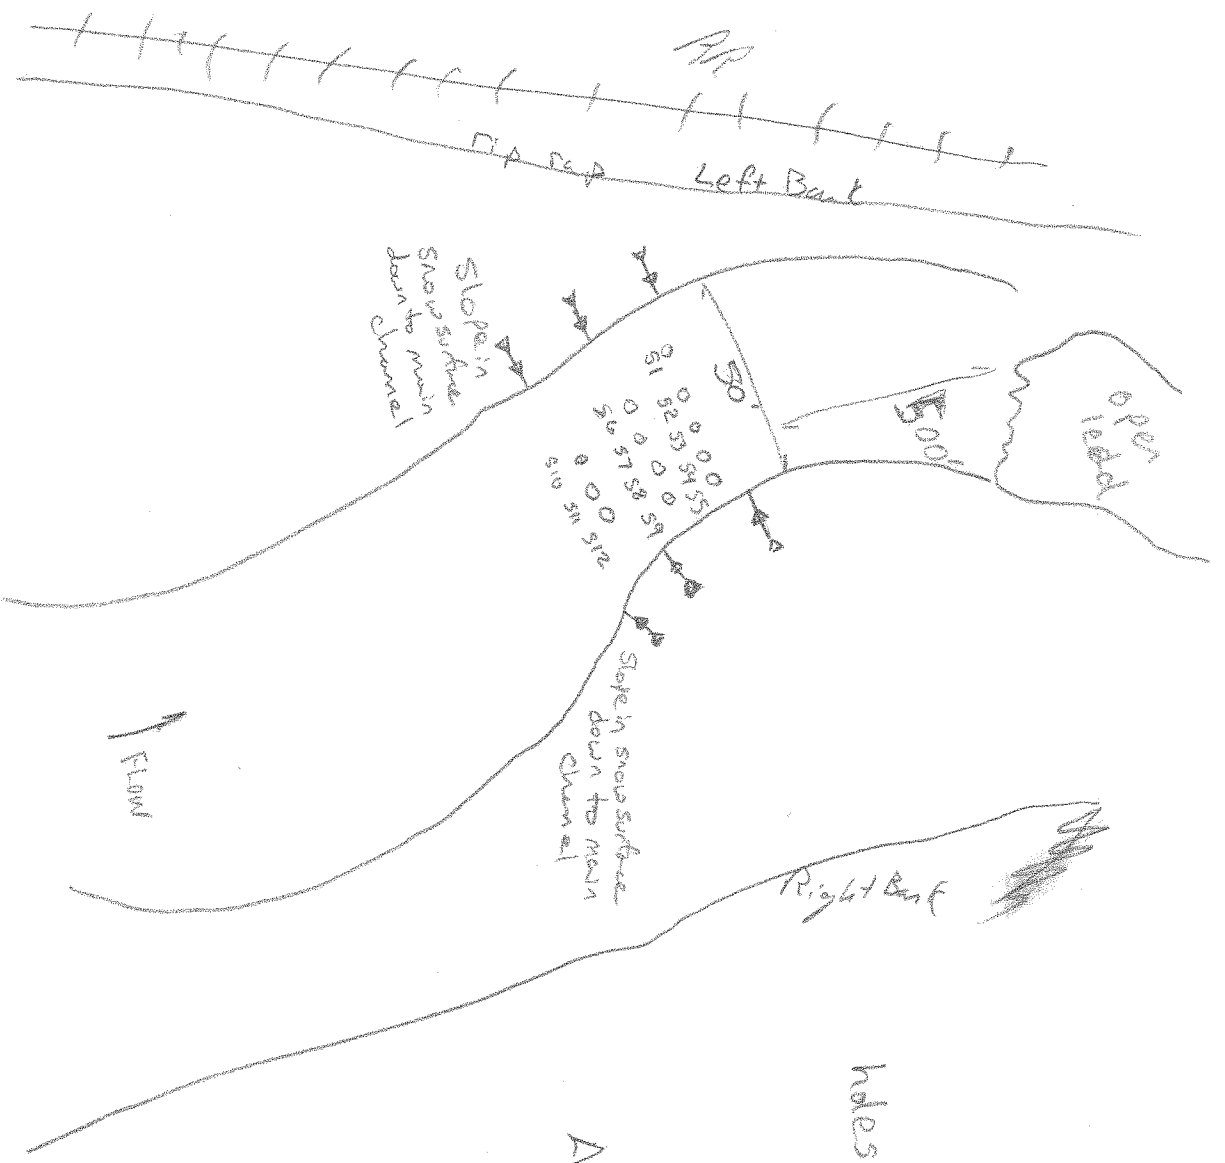 RR
rip rap
Left Bank
Slope in
snow surface
down to main
channel
50'
500'
open
lead
S1
S2
S3
S4
S5
S6
S7
S8
S9
S10
S11
S12
Slope in snow surface
down to main
channel
FLOW
Right Bank
holes